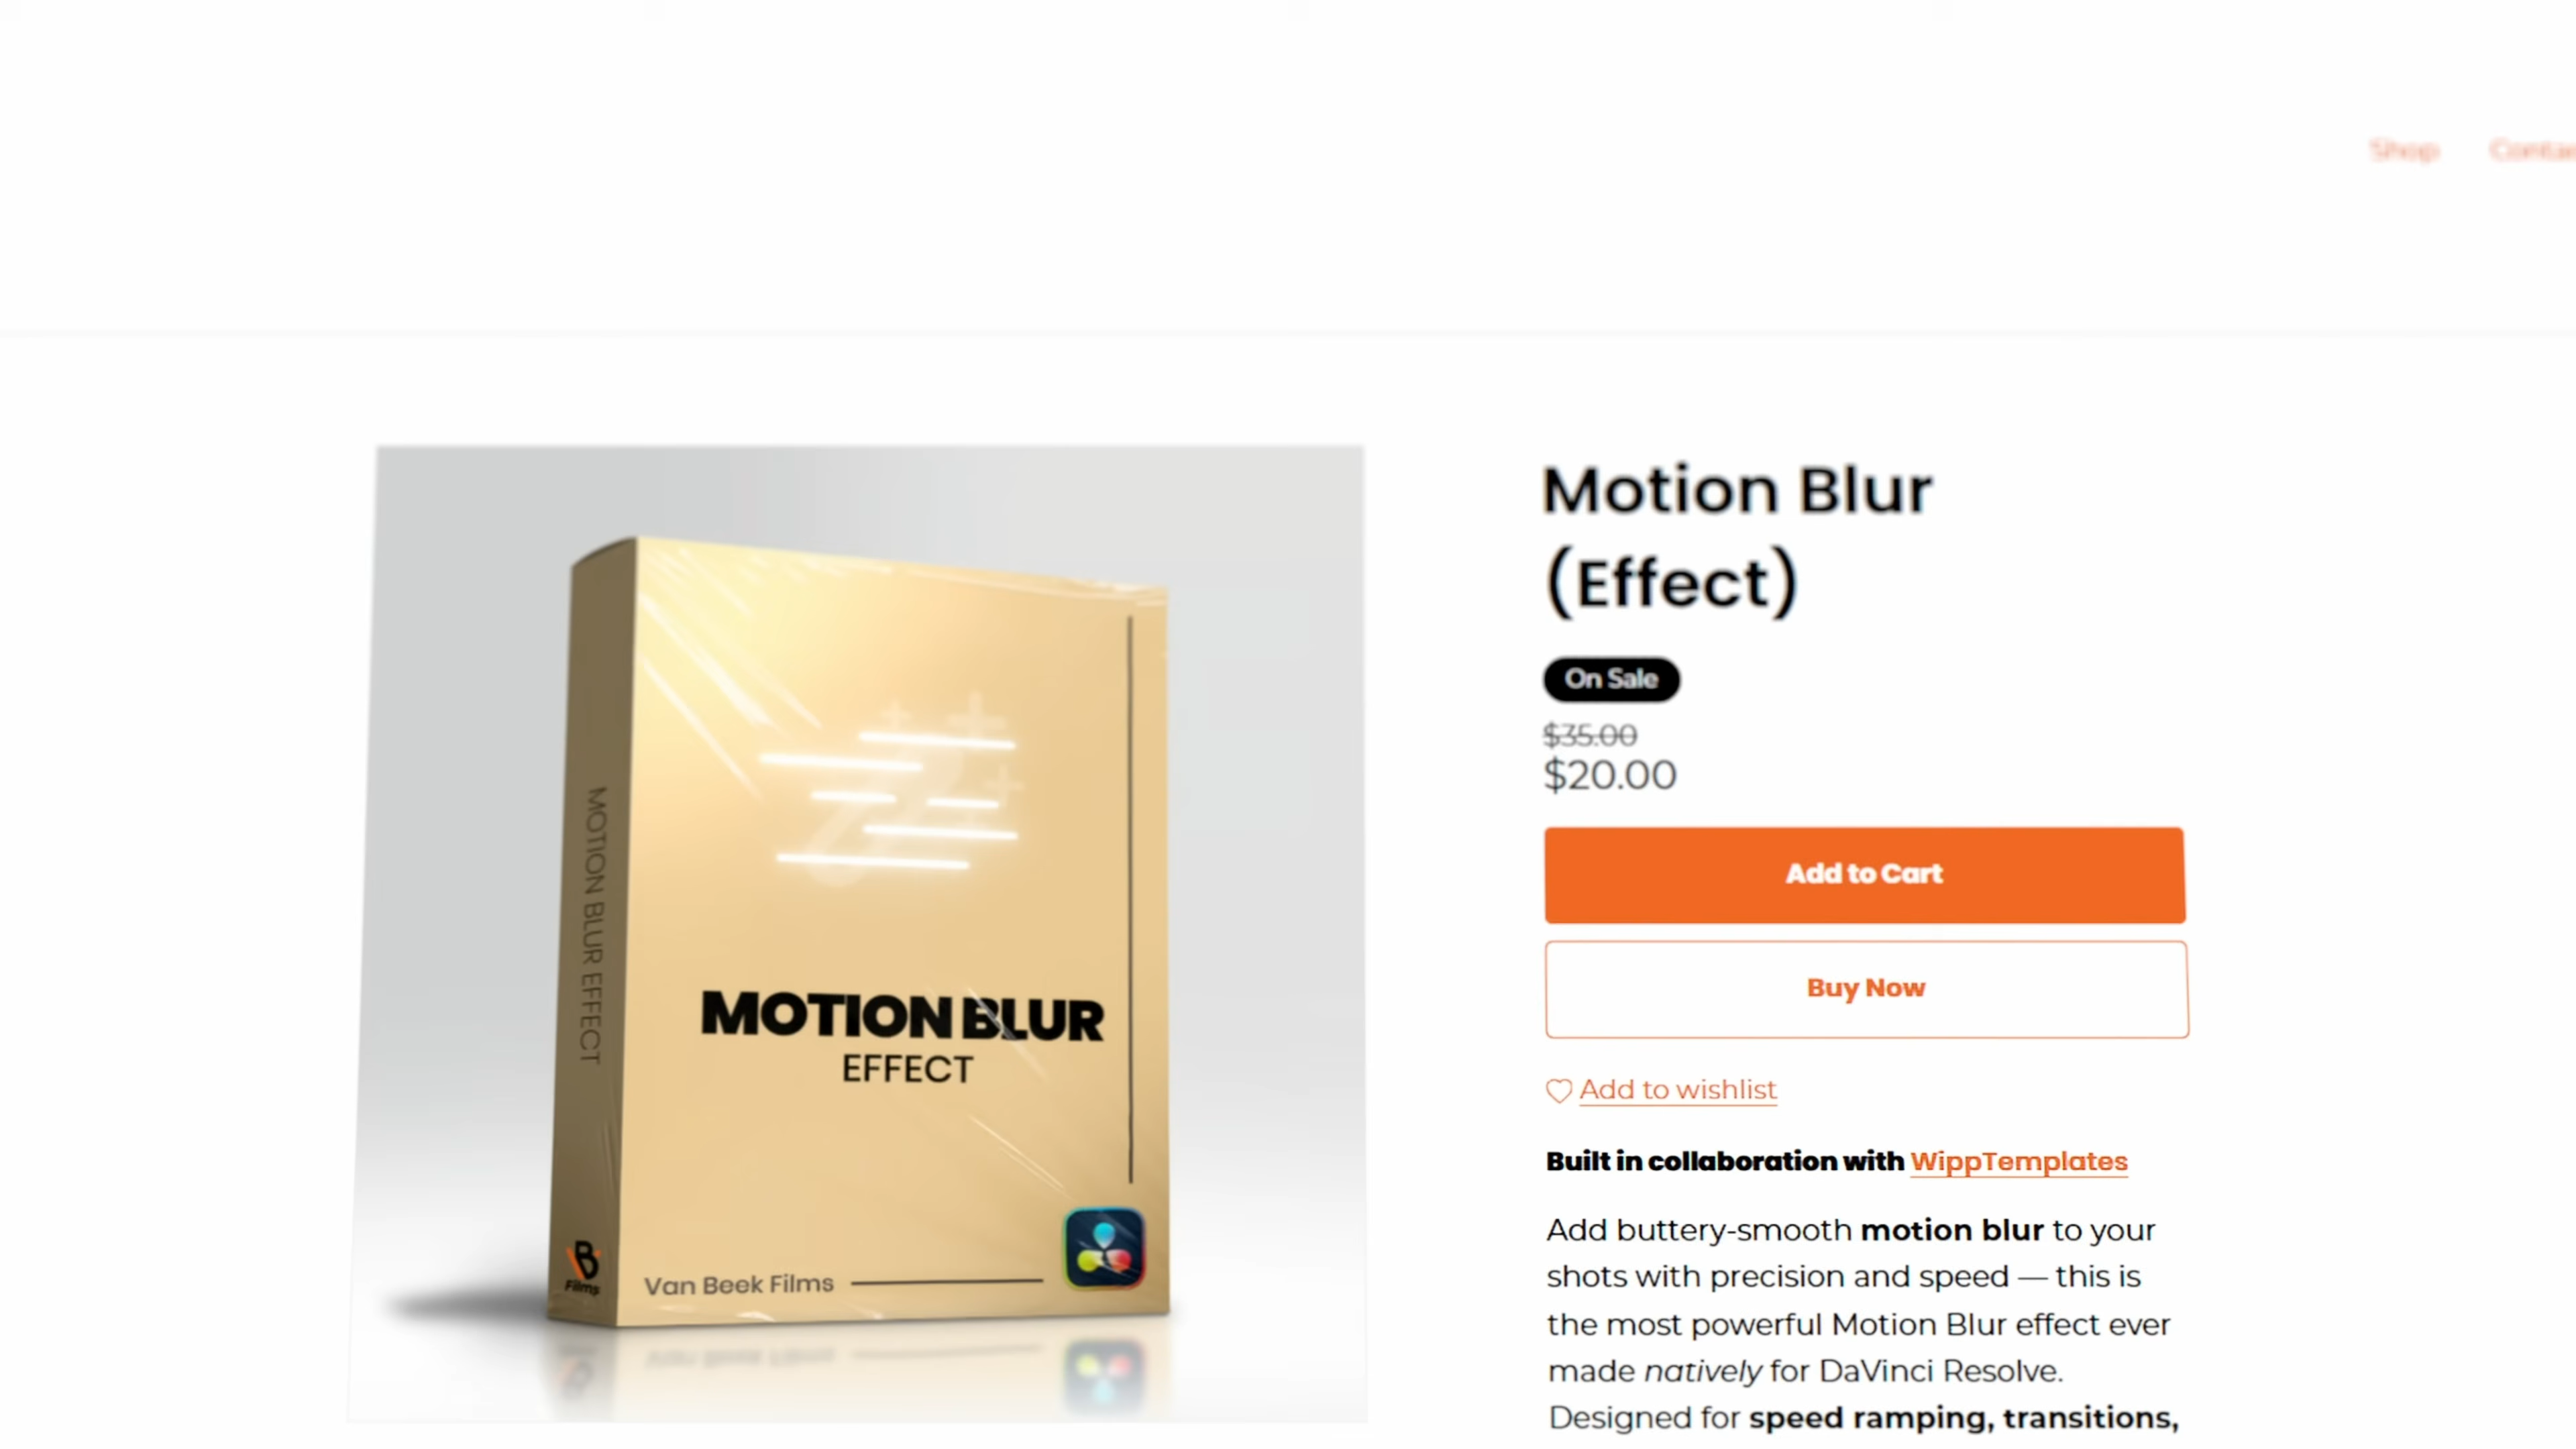 Shop
Motion Blur
(Effect)
On Sale
$35.00
$20.00
Add to Cart
Buy Now
Add to wishlist
Built in collaboration with WippTemplates
Add buttery-smooth motion blur to your
shots with precision and speed — this is
the most powerful Motion Blur effect ever
made natively for DaVinci Resolve.
Designed for speed ramping, transitions,
MOTION BLUR EFFECT
B
Films
MOTION BLUR
EFFECT
Van Beek Films